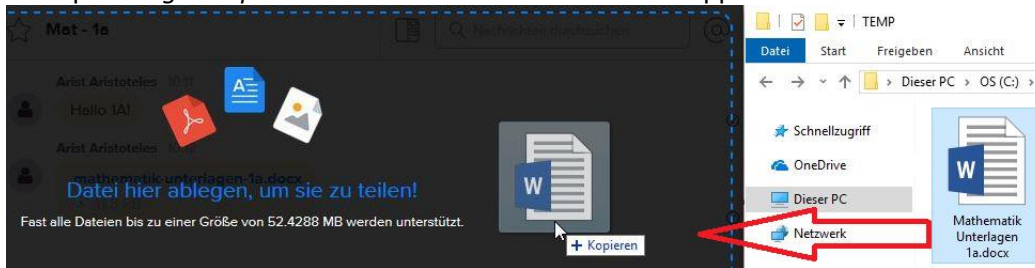 Mat - 1a
Nachrichten durchsuchen
Arist Aristoteles 10:11
Hallo 1A!
Arist Aristoteles
mathematik-unterlagen-1a.docx
Datei hier ablegen, um sie zu teilen!
Fast alle Dateien bis zu einer Größe von 52.4288 MB werden unterstützt.
W
+ Kopieren
TEMP
Datei Start Freigeben Ansicht
Dieser PC > OS (C:) >
Schnellzugriff
OneDrive
Dieser PC
Netzwerk
W
Mathematik
Unterlagen
1a.docx